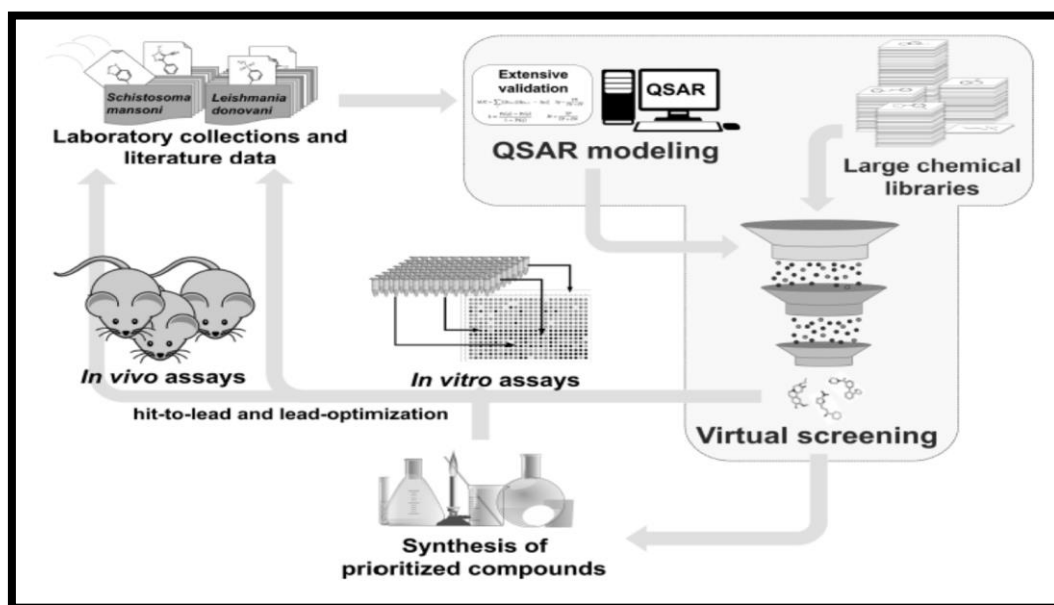 Schistosoma
mansoni
Leishmania
donovani
Laboratory collections and
literature data
Extensive
validation
QSAR
QSAR modeling
Large chemical
libraries
In vivo assays
In vitro assays
hit-to-lead and lead-optimization
Virtual screening
Synthesis of
prioritized compounds